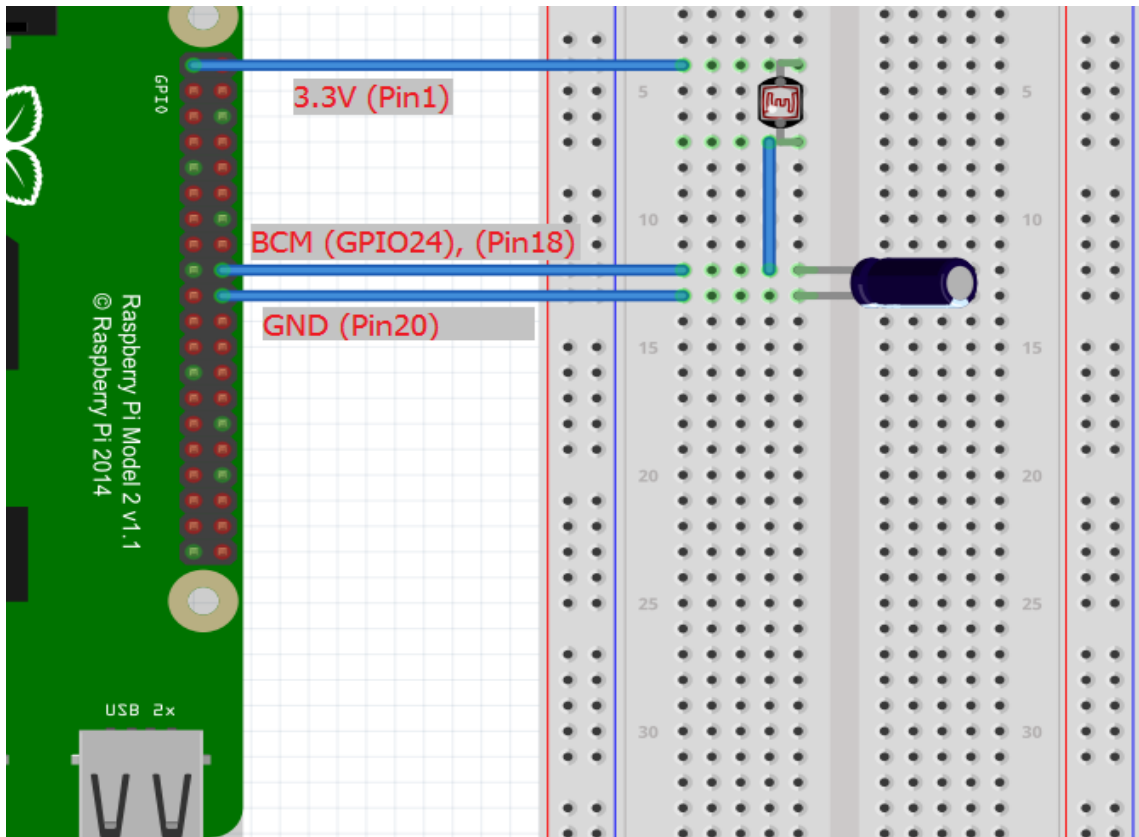 GPIO
3.3V (Pin1)
BCM (GPIO24), (Pin18)
GND (Pin20)
Raspberry Pi Model 2 v1.1
© Raspberry Pi 2014
USB 2x
5
5
10
10
15
15
20
20
25
25
30
30